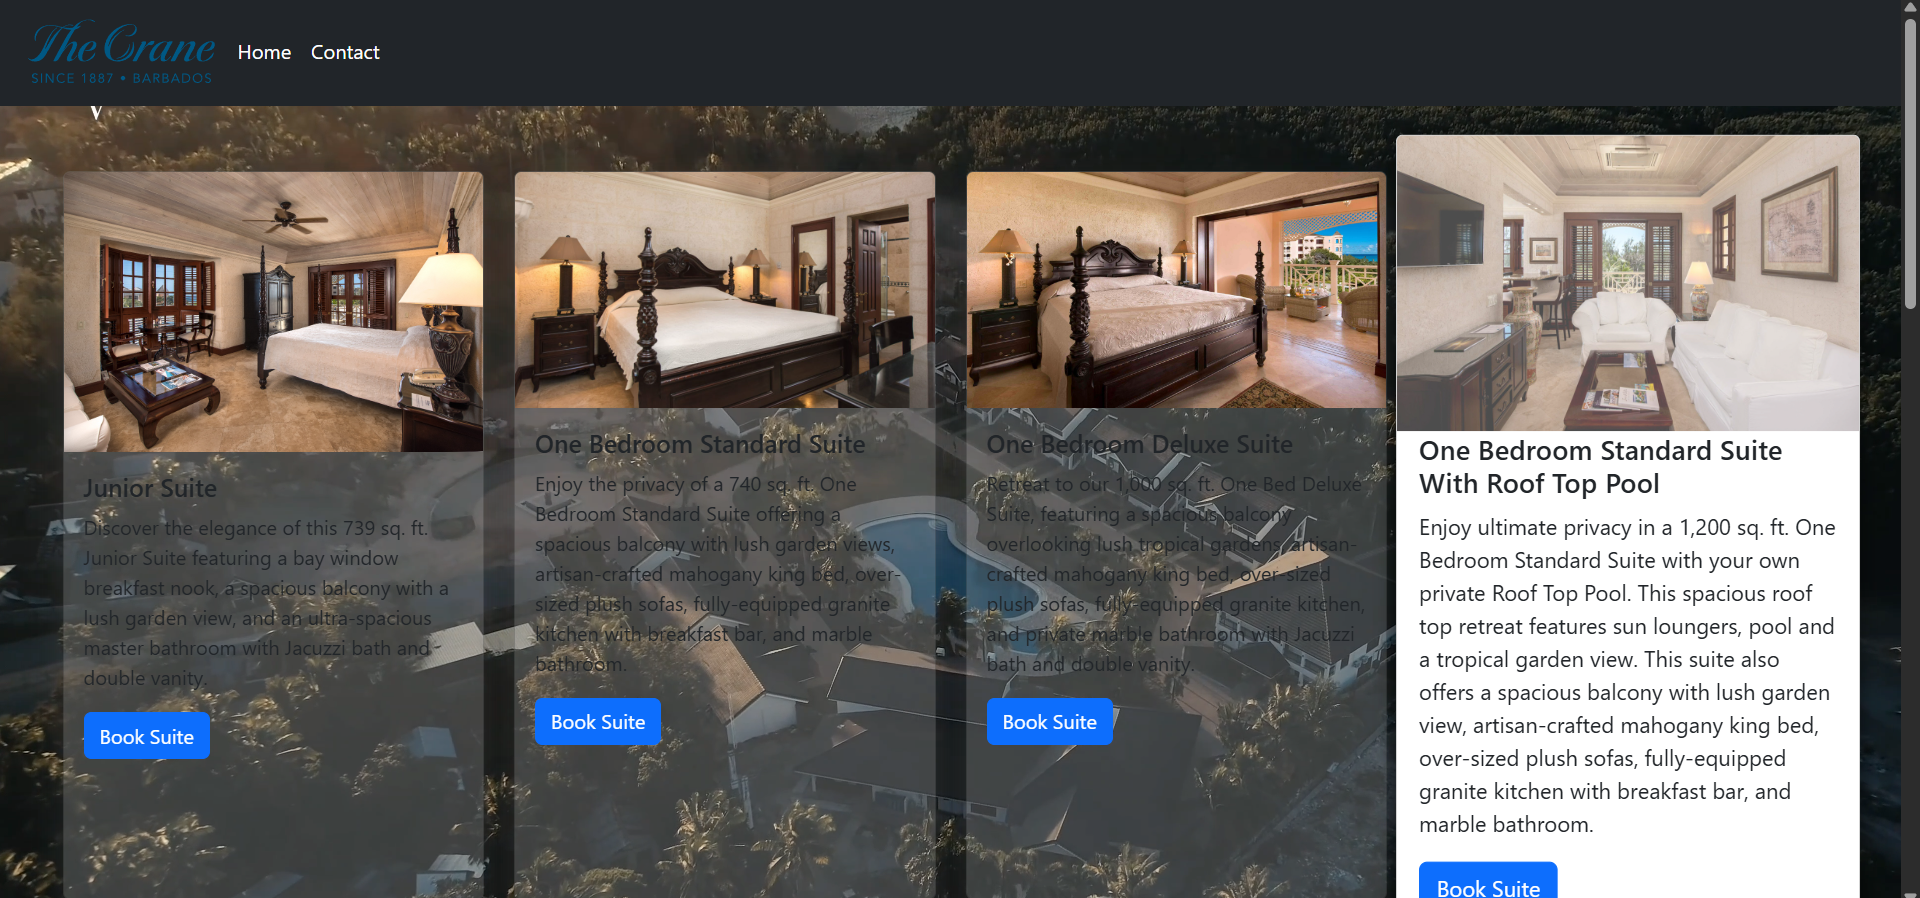 The Crane
SINCE 1887 • BARBADOS
Home
Contact
Junior Suite
Discover the elegance of this 739 sq. ft.
Junior Suite featuring a bay window
breakfast nook, a spacious balcony with a
lush garden view, and an ultra-spacious
master bathroom with Jacuzzi bath and
double vanity.
Book Suite
One Bedroom Standard Suite
Enjoy the privacy of a 740 sq. ft. One
Bedroom Standard Suite offering a
spacious balcony with lush garden views,
artisan-crafted mahogany king bed, over-
sized plush sofas, fully-equipped granite
kitchen with breakfast bar, and marble
bathroom.
Book Suite
One Bedroom Deluxe Suite
Retreat to our 1,000 sq. ft. One Bed Deluxe
Suite, featuring a spacious balcony
overlooking lush tropical gardens, artisan-
crafted mahogany king bed, over-sized
plush sofas, fully-equipped granite kitchen,
and private marble bathroom with Jacuzzi
bath and double vanity.
Book Suite
One Bedroom Standard Suite
With Roof Top Pool
Enjoy ultimate privacy in a 1,200 sq. ft. One
Bedroom Standard Suite with your own
private Roof Top Pool. This spacious roof
top retreat features sun loungers, pool and
a tropical garden view. This suite also
offers a spacious balcony with lush garden
view, artisan-crafted mahogany king bed,
over-sized plush sofas, fully-equipped
granite kitchen with breakfast bar, and
marble bathroom.
Book Suite